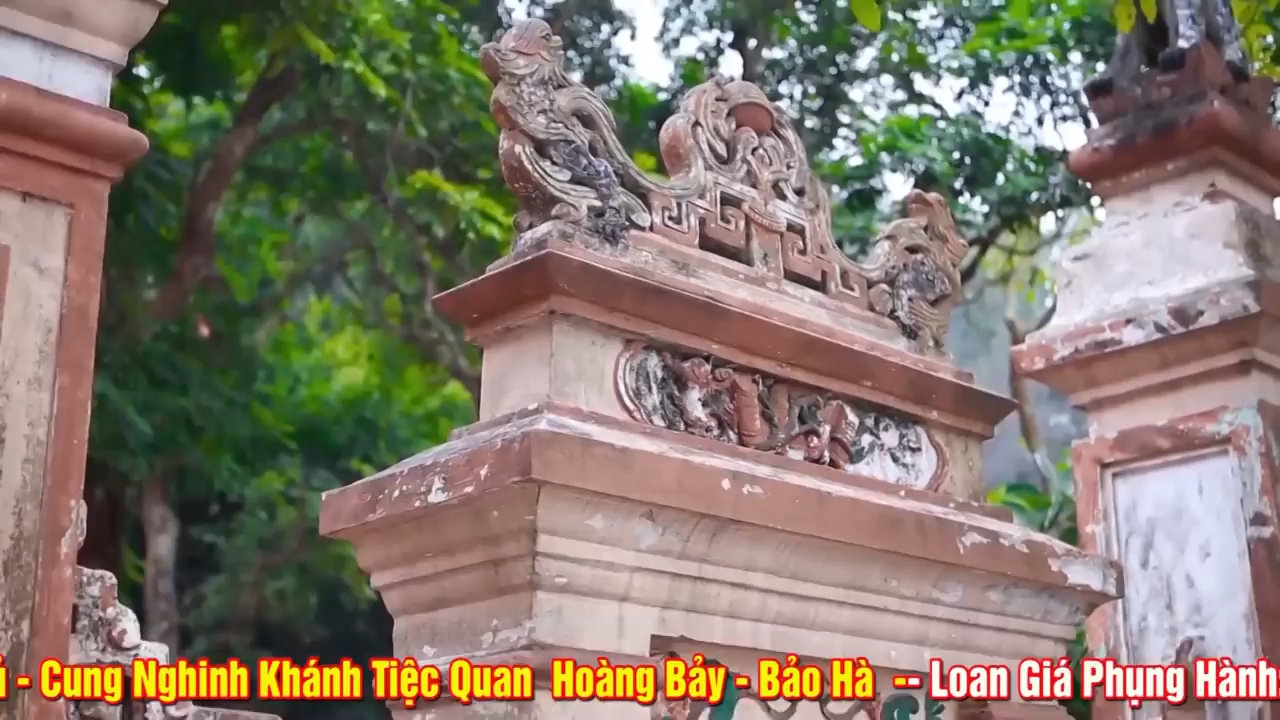 - Cung Nghinh Khánh Tiệc Quan Hoàng Bảy - Bảo Hà -- Loan Giá Phụng Hành